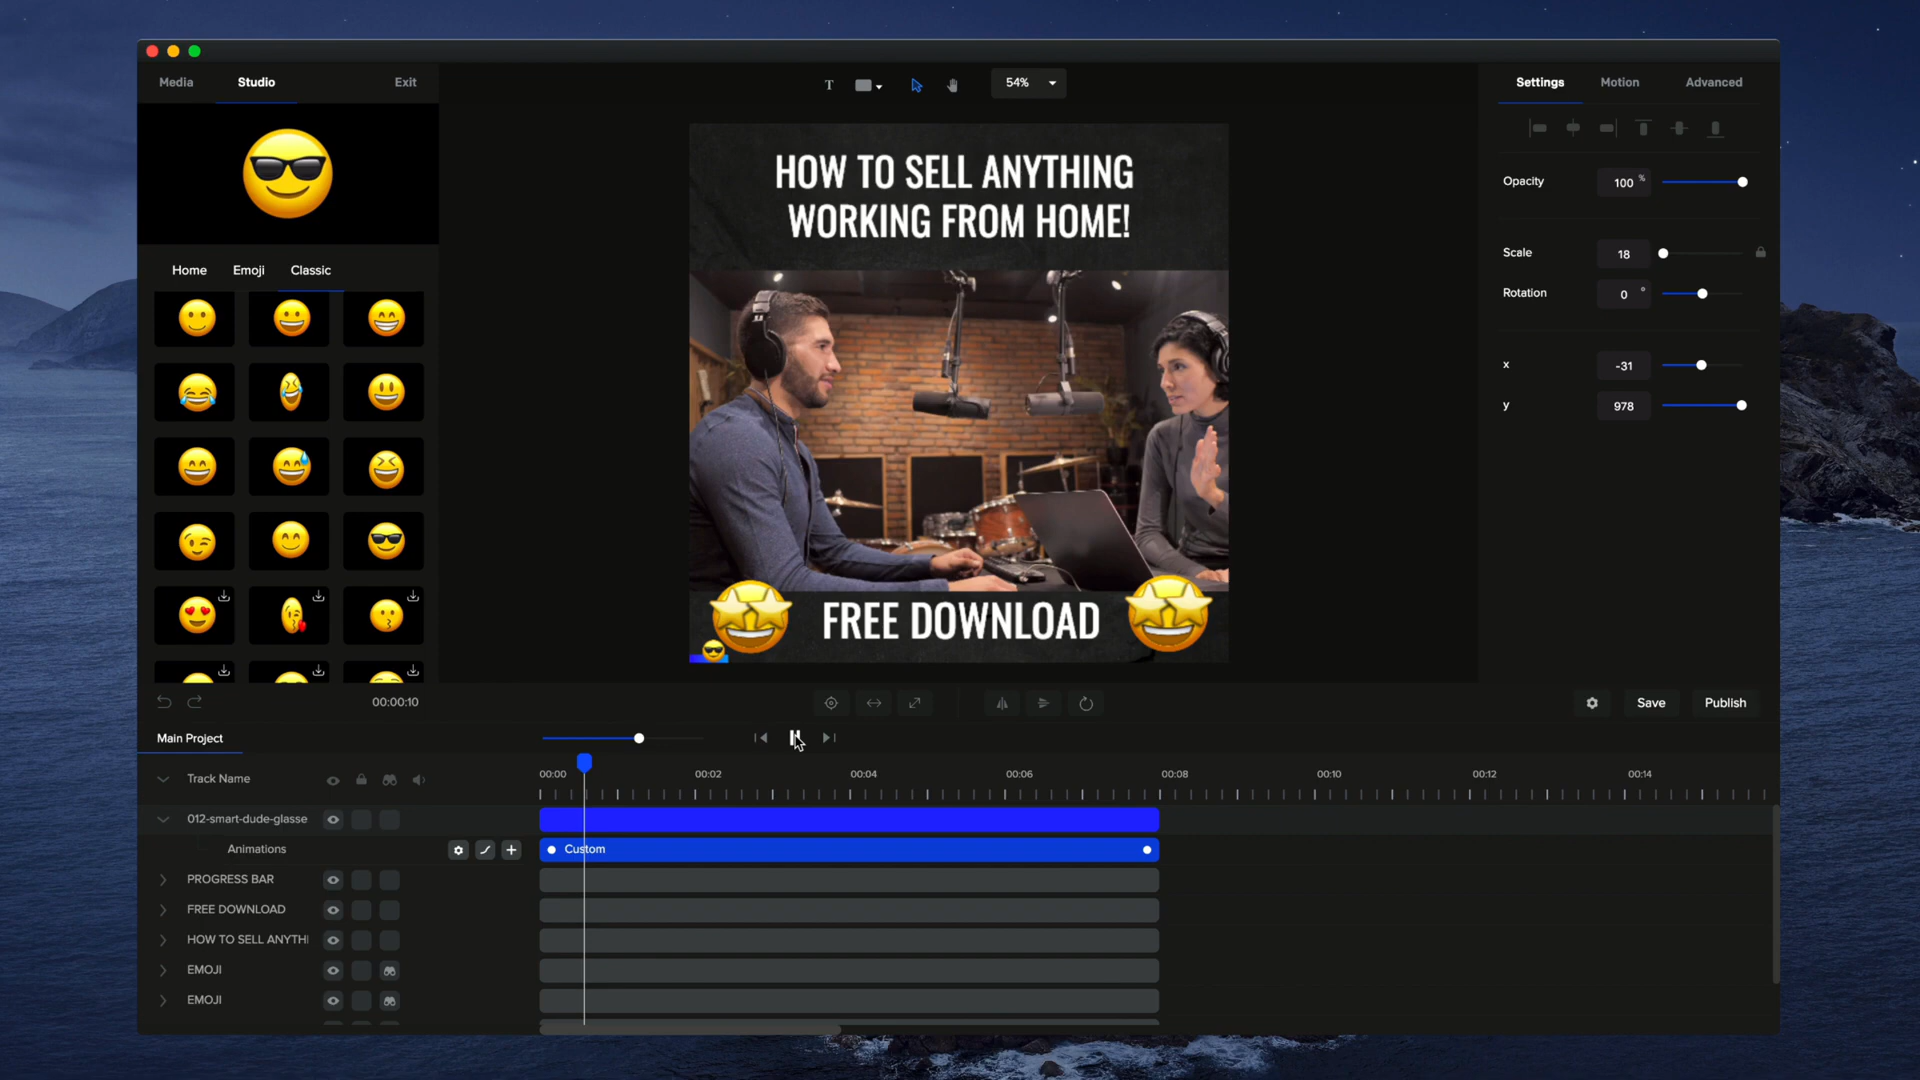 Media
Studio
Exit
T
54%
Settings
Motion
Advanced
HOW TO SELL ANYTHING
WORKING FROM HOME!
Opacity
100 %
Scale
18
Rotation
0 °
x
-31
y
978
Home
Emoji
Classic
FREE DOWNLOAD
00:00:10
Save
Publish
Main Project
Track Name
00:00
00:02
00:04
00:06
00:08
00:10
00:12
00:14
012-smart-dude-glasse
Animations
Custom
PROGRESS BAR
FREE DOWNLOAD
HOW TO SELL ANYTHI
EMOJI
EMOJI